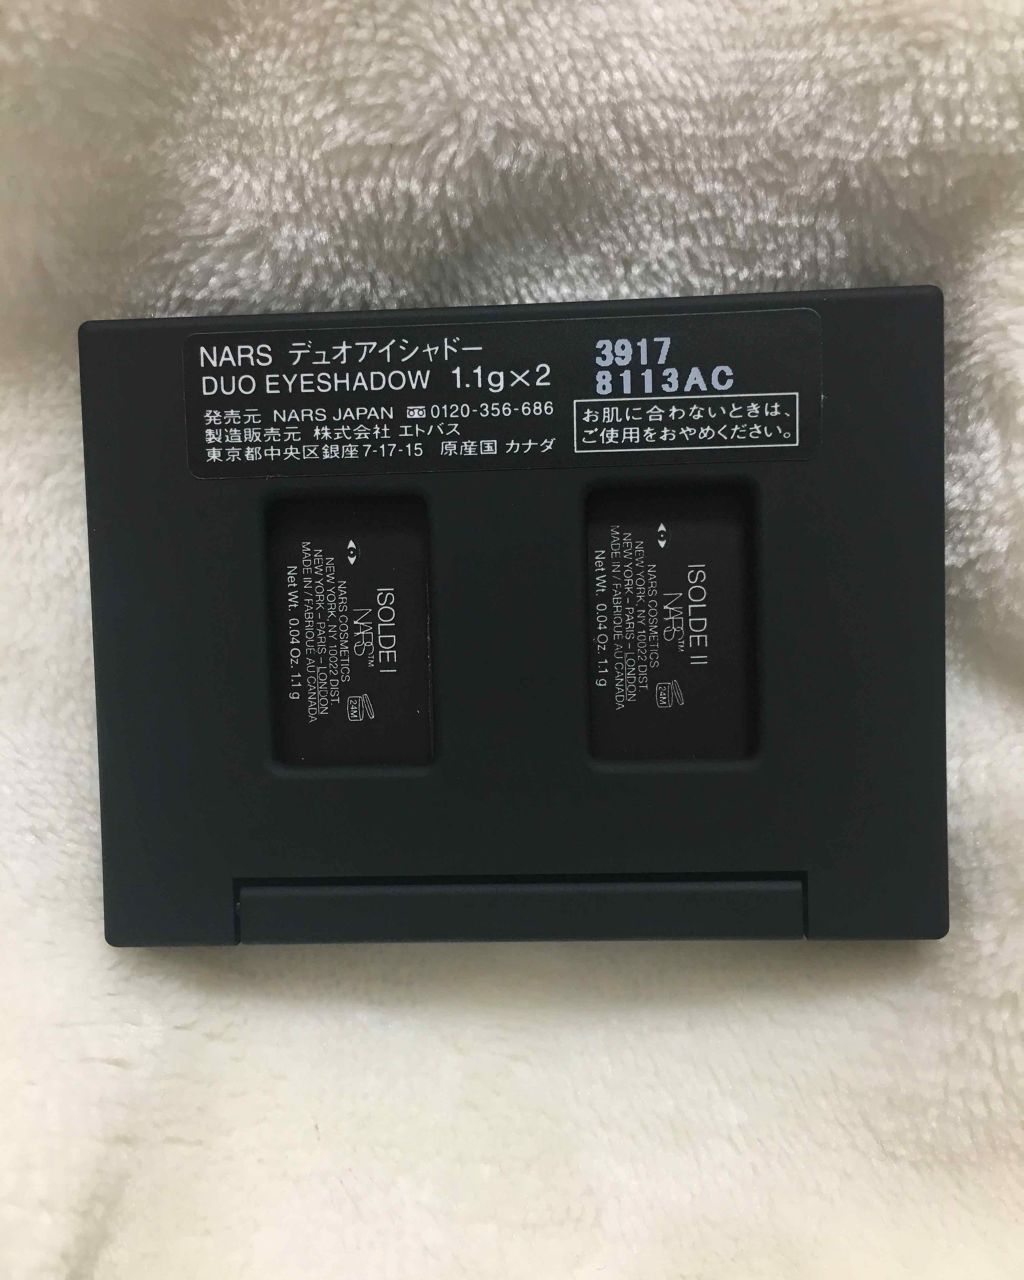 NARS デュオアイシャドー
DUO EYESHADOW 1.1g×2
発売元 NARS JAPAN 0120-356-686
製造販売元 株式会社 エトバス
東京都中央区銀座7-17-15 原産国 カナダ
3917
8113AC
お肌に合わないときは、
ご使用をおやめください。
ISOLDE I
NARS™
NARS COSMETICS
NEW YORK, NY 10022 DIST.
NEW YORK - PARIS - LONDON
MADE IN / FABRIQUE AU CANADA
Net Wt. 0.04 Oz. 1.1 g
24M
ISOLDE II
NARS™
NARS COSMETICS
NEW YORK, NY 10022 DIST.
NEW YORK - PARIS - LONDON
MADE IN / FABRIQUE AU CANADA
Net Wt. 0.04 Oz. 1.1 g
24M